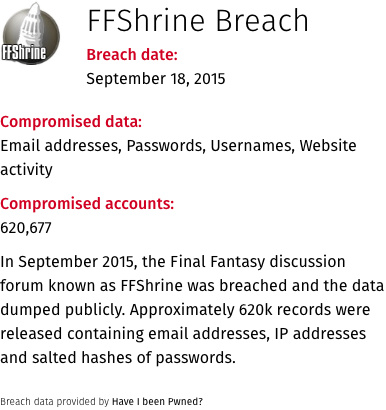 FFShrine Breach
FFShrine
Breach date:
September 18, 2015
Compromised data:
Email addresses, Passwords, Usernames, Website
activity
Compromised accounts:
620,677
In September 2015, the Final Fantasy discussion
forum known as FFShrine was breached and the data
dumped publicly. Approximately 620k records were
released containing email addresses, IP addresses
and salted hashes of passwords.
Breach data provided by Have I been Pwned?